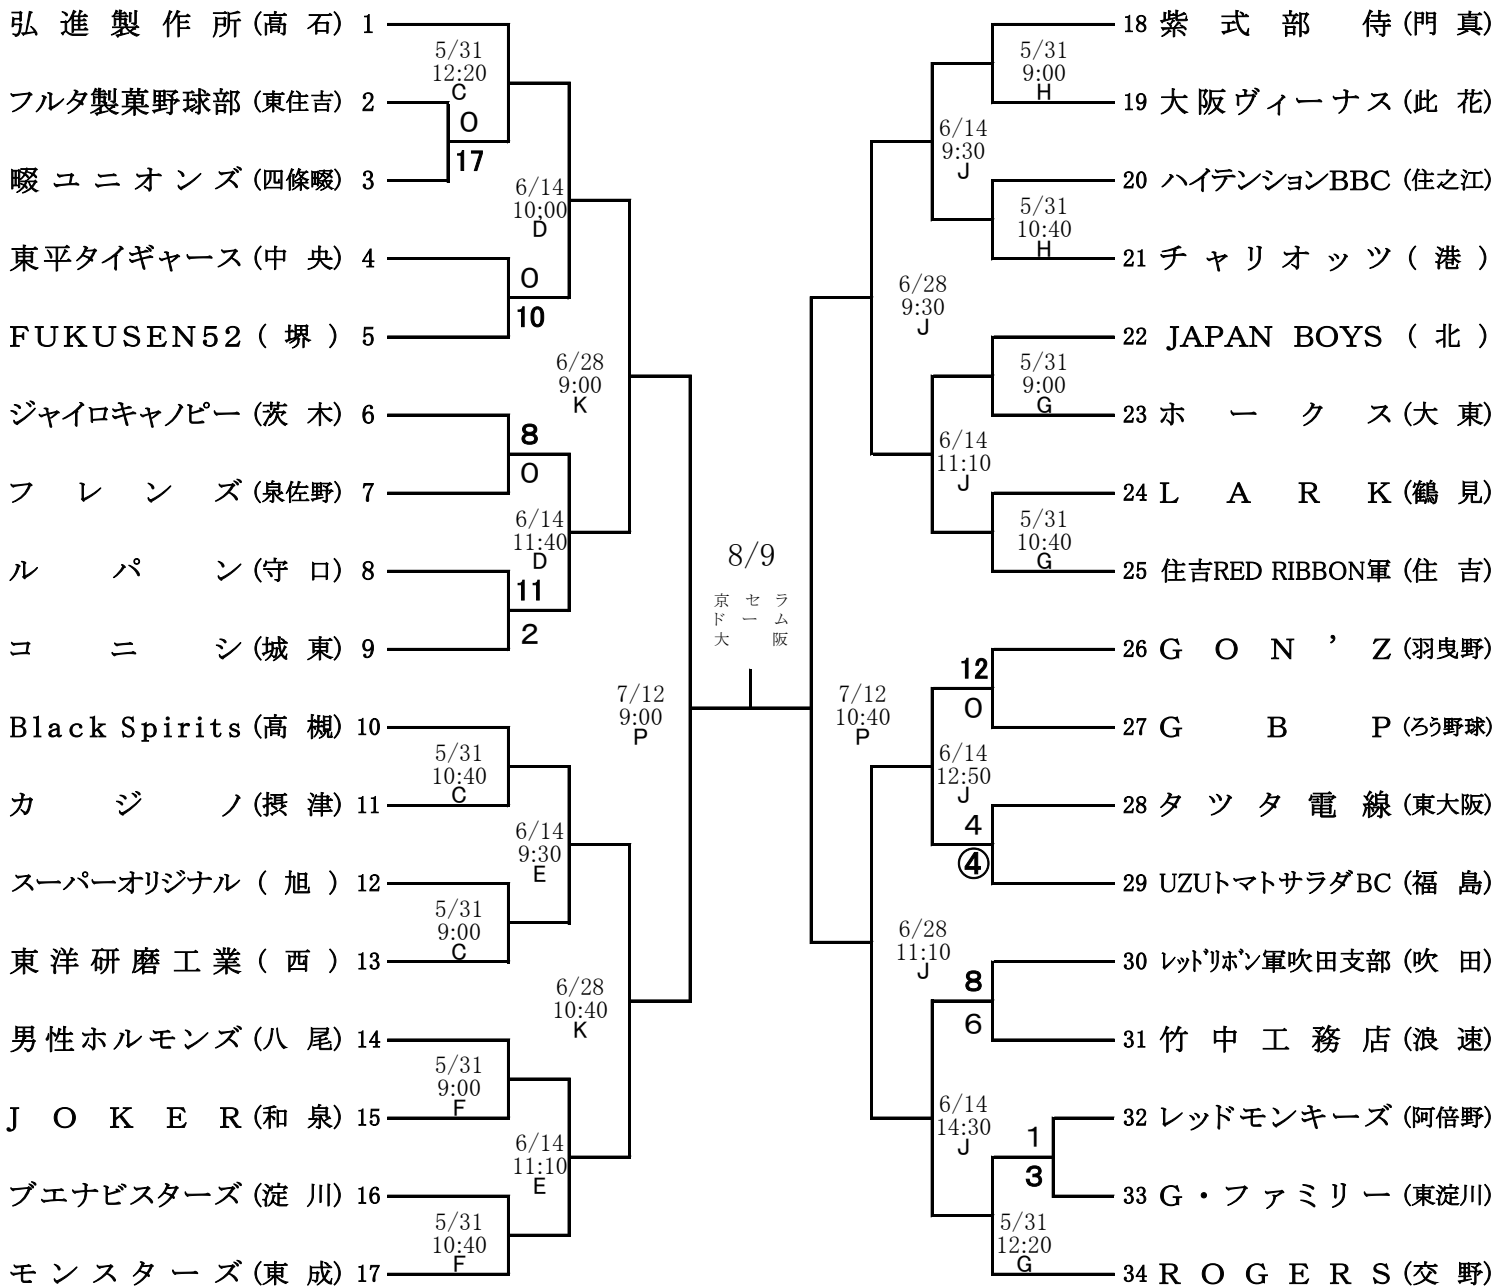 弘進製作所 (高石) 1
5/31
12:20
C
フルタ製菓野球部 (東住吉) 2
0
17
畷ユニオンズ (四條畷) 3
6/14
10:00
D
東平タイギャース (中央) 4
0
10
FUKUSEN52 (堺) 5
6/28
9:00
K
ジャイロキャノピー (茨木) 6
8
0
フレンズ (泉佐野) 7
6/14
11:40
D
ルパン (守口) 8
11
2
コニシ (城東) 9
7/12
9:00
P
Black Spirits (高槻) 10
5/31
10:40
C
カジノ (摂津) 11
6/14
9:30
E
スーパーオリジナル (旭) 12
5/31
9:00
C
東洋研磨工業 (西) 13
6/28
10:40
K
男性ホルモンズ (八尾) 14
5/31
9:00
F
JOKER (和泉) 15
6/14
11:10
E
ブエナビスターズ (淀川) 16
5/31
10:40
F
モンスターズ (東成) 17
8/9
京セラ
ドーム
大阪
18 紫式部侍 (門真)
5/31
9:00
H
19 大阪ヴィーナス (此花)
6/14
9:30
J
20 ハイテンションBBC (住之江)
5/31
10:40
H
21 チャリオッツ (港)
6/28
9:30
J
22 JAPAN BOYS (北)
5/31
9:00
G
23 ホークス (大東)
6/14
11:10
J
24 LARK (鶴見)
5/31
10:40
G
25 住吉RED RIBBON軍 (住吉)
26 GON'Z (羽曳野)
12
0
7/12
10:40
P
27 GBP (ろう野球)
6/14
12:50
J
28 タツタ電線 (東大阪)
4
④
29 UZUトマトサラダBC (福島)
6/28
11:10
J
30 レッドリボン軍吹田支部 (吹田)
8
6
31 竹中工務店 (浪速)
6/14
14:30
J
32 レッドモンキーズ (阿倍野)
1
3
33 G・ファミリー (東淀川)
5/31
12:20
G
34 ROGERS (交野)